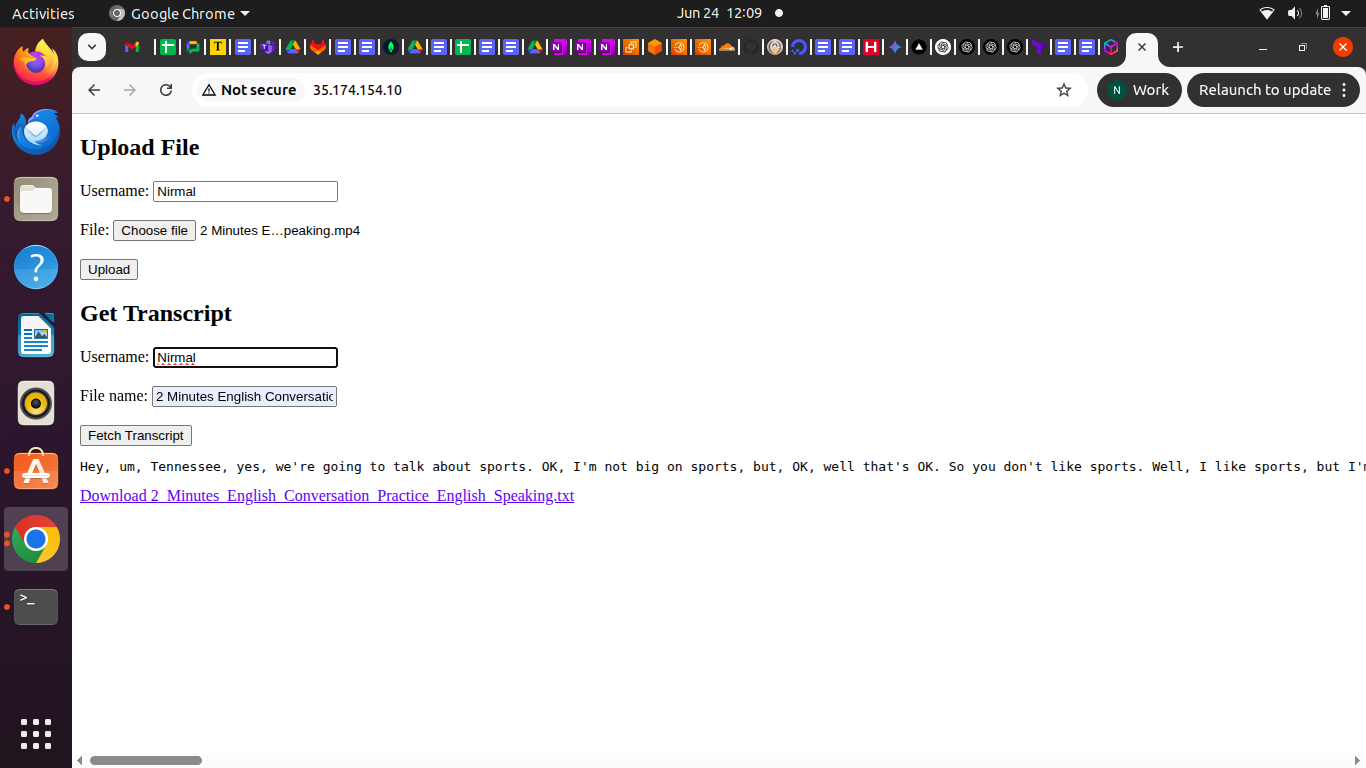 Activities Google Chrome Jun 24 12:09
Not secure 35.174.154.10 N Work Relaunch to update
Upload File
Username: Nirmal
File: Choose file 2 Minutes E…peaking.mp4
Upload
Get Transcript
Username: Nirmal
File name: 2 Minutes English Conversatic
Fetch Transcript
Hey, um, Tennessee, yes, we're going to talk about sports. OK, I'm not big on sports, but, OK, well that's OK. So you don't like sports. Well, I like sports, but I'm
Download 2_Minutes_English_Conversation_Practice_English_Speaking.txt